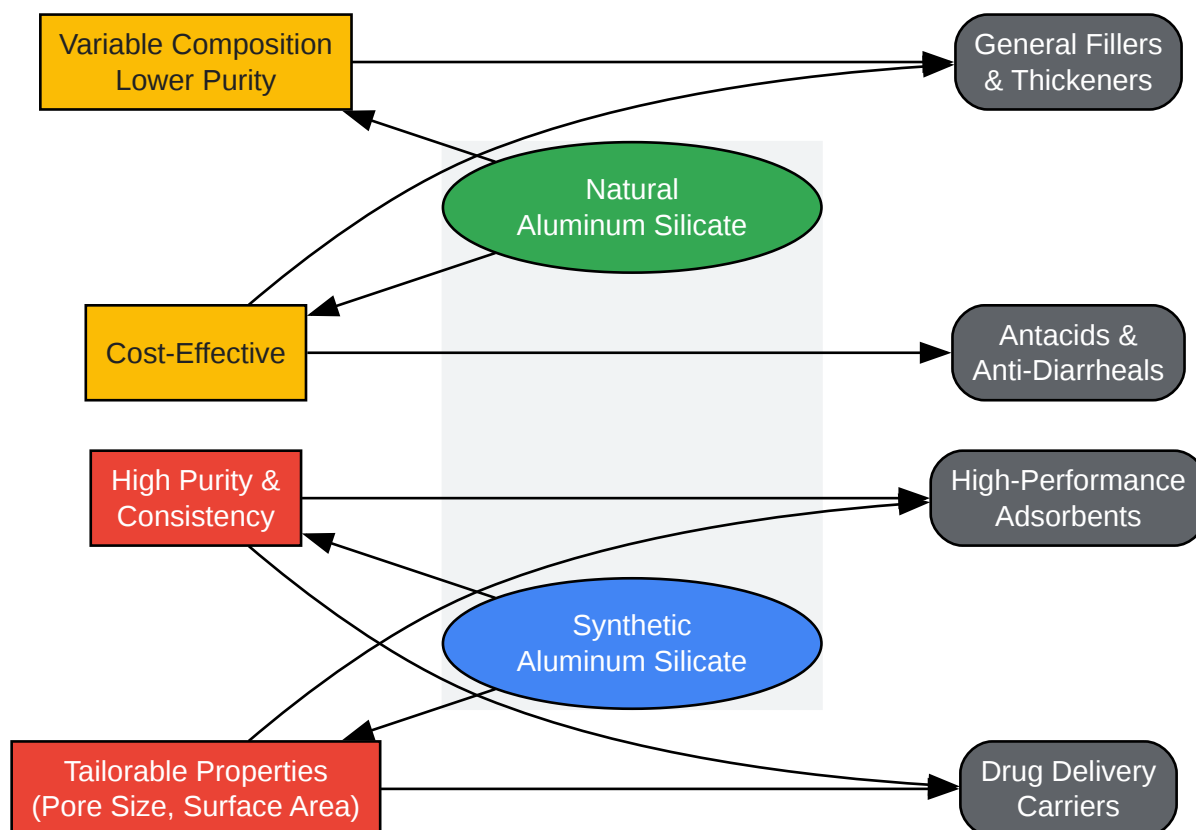 Variable Composition
Lower Purity
General Fillers
& Thickeners
Natural
Aluminum Silicate
Cost-Effective
Antacids &
Anti-Diarrheals
High Purity &
Consistency
High-Performance
Adsorbents
Synthetic
Aluminum Silicate
Tailorable Properties
(Pore Size, Surface Area)
Drug Delivery
Carriers